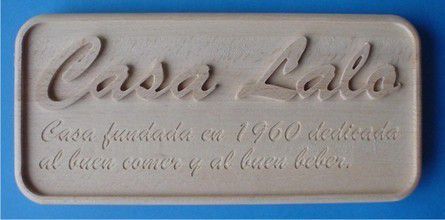 Casa Lalo
Casa fundada en 1960 dedicada
al buen comer y al buen beber.